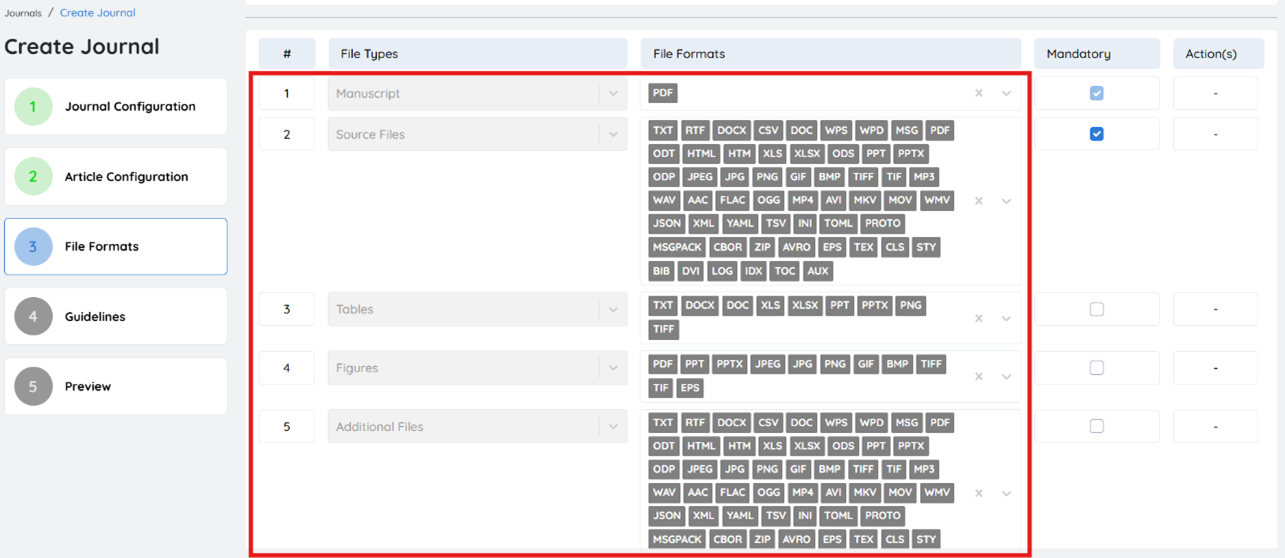 Journals / Create Journal
Create Journal
1 Journal Configuration
2 Article Configuration
3 File Formats
4 Guidelines
5 Preview
# File Types File Formats Mandatory Action(s)
1 Manuscript PDF -
2 Source Files TXT RTF DOCX CSV DOC WPS WPD MSG PDF -
ODT HTML HTM XLS XLSX ODS PPT PPTX
ODP JPEG JPG PNG GIF BMP TIFF TIF MP3
WAV AAC FLAC OGG MP4 AVI MKV MOV WMV
JSON XML YAML TSV INI TOML PROTO
MSGPACK CBOR ZIP AVRO EPS TEX CLS STY
BIB DVI LOG IDX TOC AUX
3 Tables TXT DOCX DOC XLS XLSX PPT PPTX PNG -
TIFF
4 Figures PDF PPT PPTX JPEG JPG PNG GIF BMP TIFF -
TIF EPS
5 Additional Files TXT RTF DOCX CSV DOC WPS WPD MSG PDF -
ODT HTML HTM XLS XLSX ODS PPT PPTX
ODP JPEG JPG PNG GIF BMP TIFF TIF MP3
WAV AAC FLAC OGG MP4 AVI MKV MOV WMV
JSON XML YAML TSV INI TOML PROTO
MSGPACK CBOR ZIP AVRO EPS TEX CLS STY